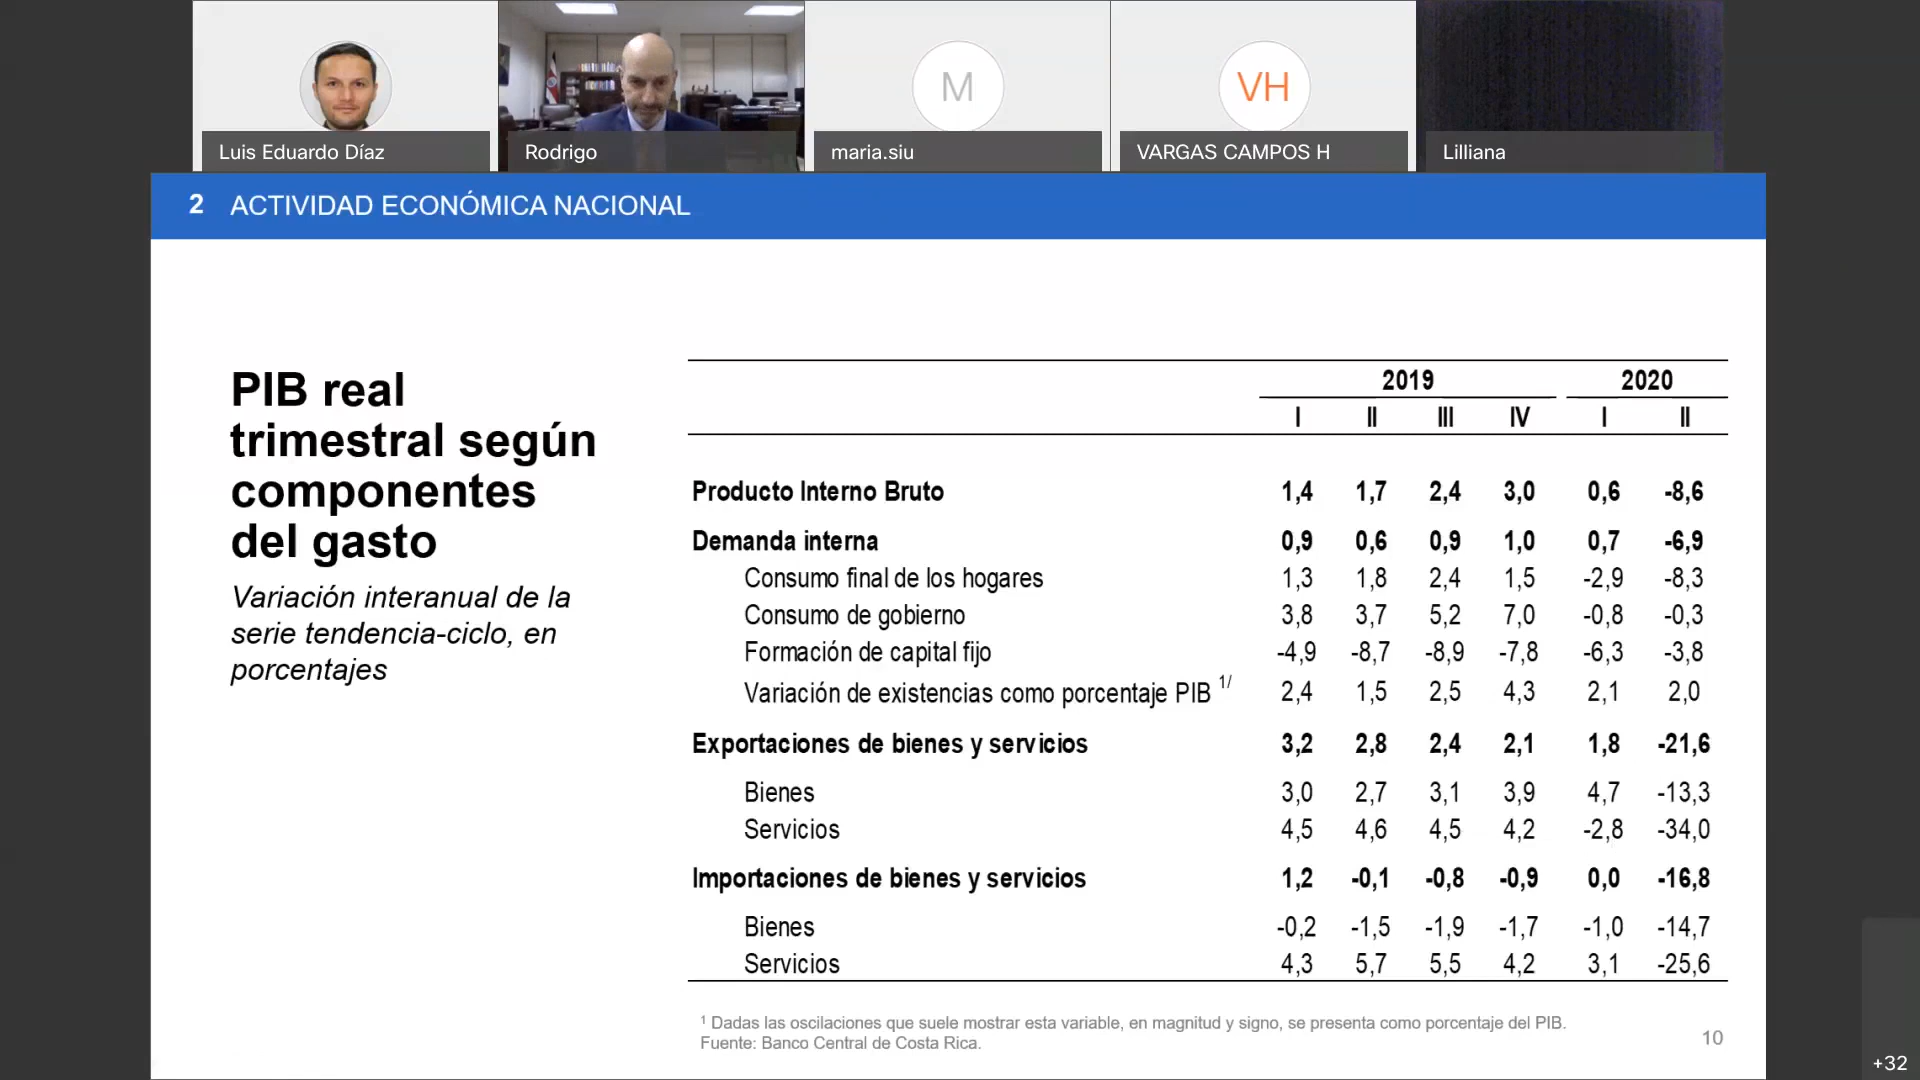 M
VH
Luis Eduardo Díaz
Rodrigo
maria.siu
VARGAS CAMPOS H
Lilliana
2 ACTIVIDAD ECONÓMICA NACIONAL
PIB real
trimestral según
componentes
del gasto
Variación interanual de la
serie tendencia-ciclo, en
porcentajes
2019 2020
I II III IV I II
Producto Interno Bruto 1,4 1,7 2,4 3,0 0,6 -8,6
Demanda interna 0,9 0,6 0,9 1,0 0,7 -6,9
Consumo final de los hogares 1,3 1,8 2,4 1,5 -2,9 -8,3
Consumo de gobierno 3,8 3,7 5,2 7,0 -0,8 -0,3
Formación de capital fijo -4,9 -8,7 -8,9 -7,8 -6,3 -3,8
Variación de existencias como porcentaje PIB 1/ 2,4 1,5 2,5 4,3 2,1 2,0
Exportaciones de bienes y servicios 3,2 2,8 2,4 2,1 1,8 -21,6
Bienes 3,0 2,7 3,1 3,9 4,7 -13,3
Servicios 4,5 4,6 4,5 4,2 -2,8 -34,0
Importaciones de bienes y servicios 1,2 -0,1 -0,8 -0,9 0,0 -16,8
Bienes -0,2 -1,5 -1,9 -1,7 -1,0 -14,7
Servicios 4,3 5,7 5,5 4,2 3,1 -25,6
1 Dadas las oscilaciones que suele mostrar esta variable, en magnitud y signo, se presenta como porcentaje del PIB.
Fuente: Banco Central de Costa Rica.
10
+32